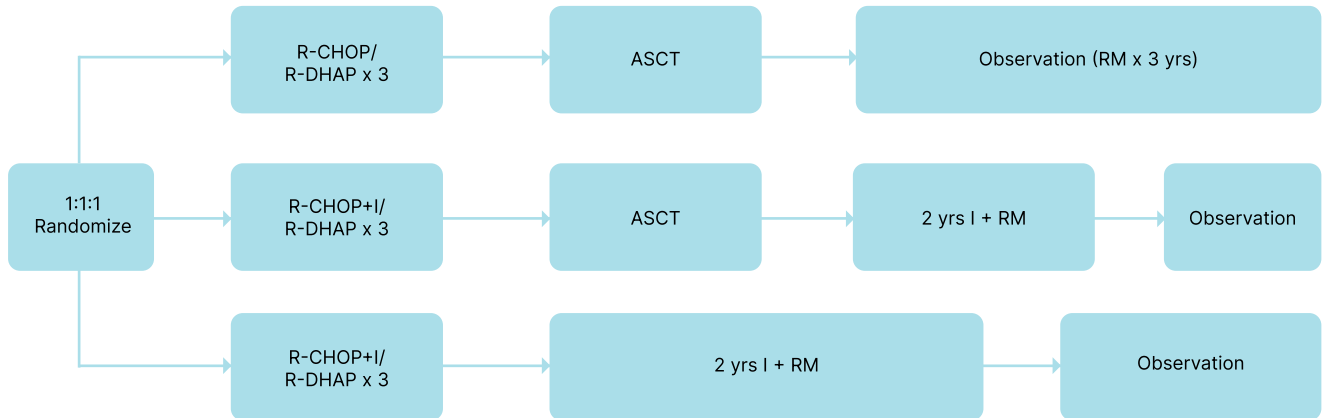 R-CHOP/
R-DHAP x 3
ASCT
Observation (RM x 3 yrs)
1:1:1
Randomize
R-CHOP+I/
R-DHAP x 3
ASCT
2 yrs I + RM
Observation
R-CHOP+I/
R-DHAP x 3
2 yrs I + RM
Observation